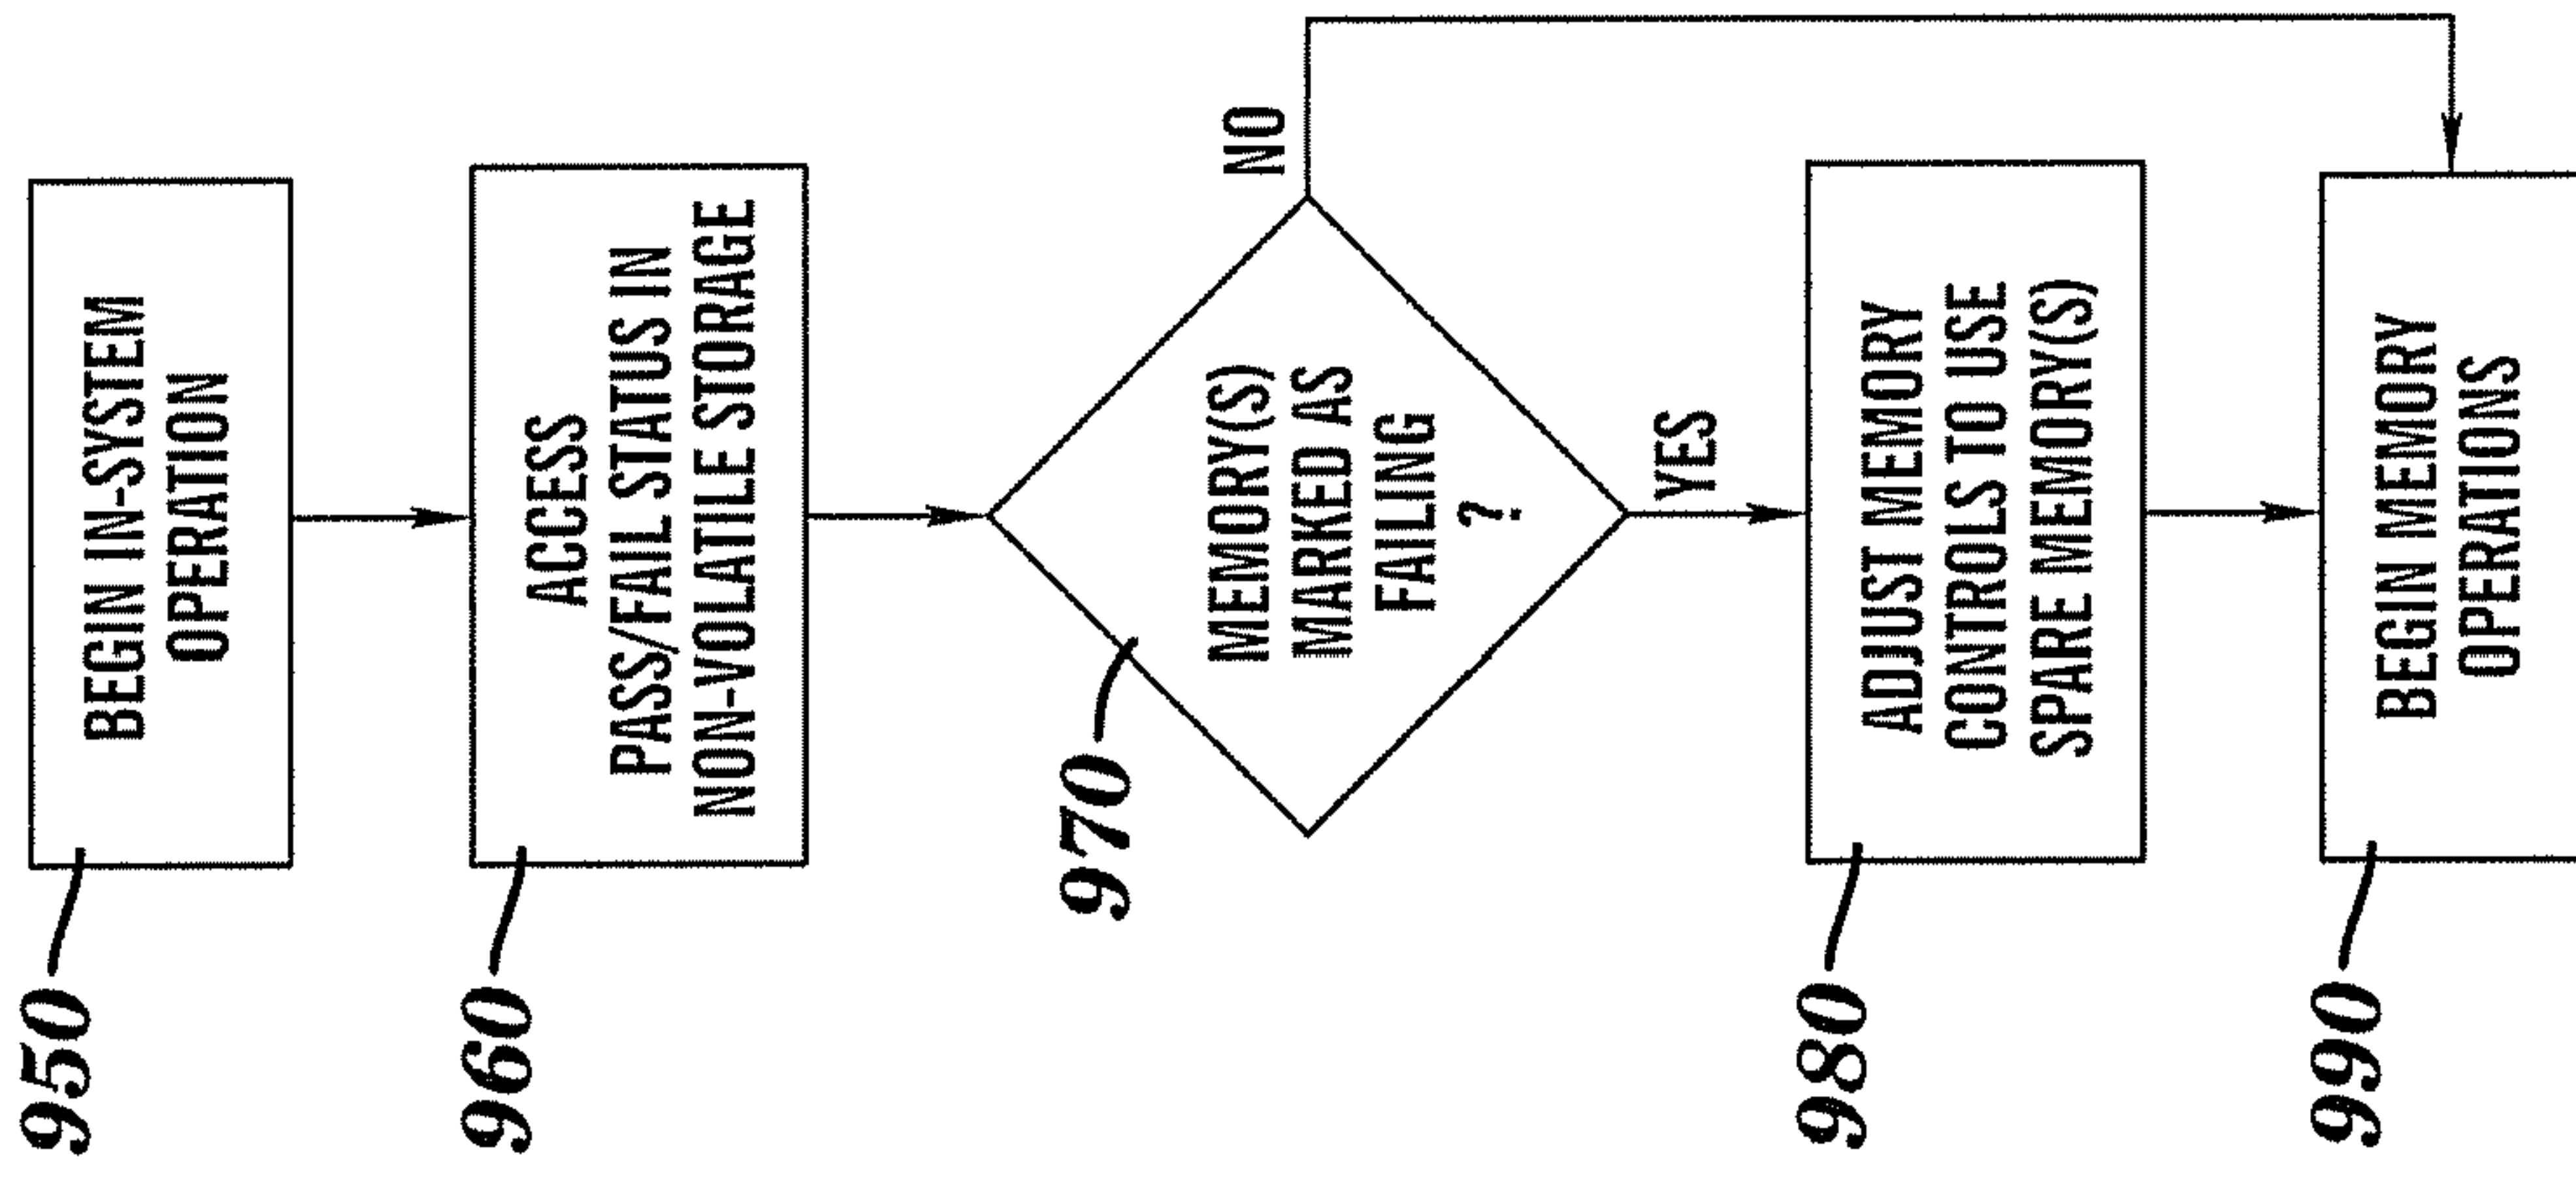 950
BEGIN IN-SYSTEM
OPERATION
960
ACCESS
PASS/FAIL STATUS IN
NON-VOLATILE STORAGE
970
MEMORY(S)
MARKED AS
FAILING
?
NO
YES
980
ADJUST MEMORY
CONTROLS TO USE
SPARE MEMORY(S)
990
BEGIN MEMORY
OPERATIONS